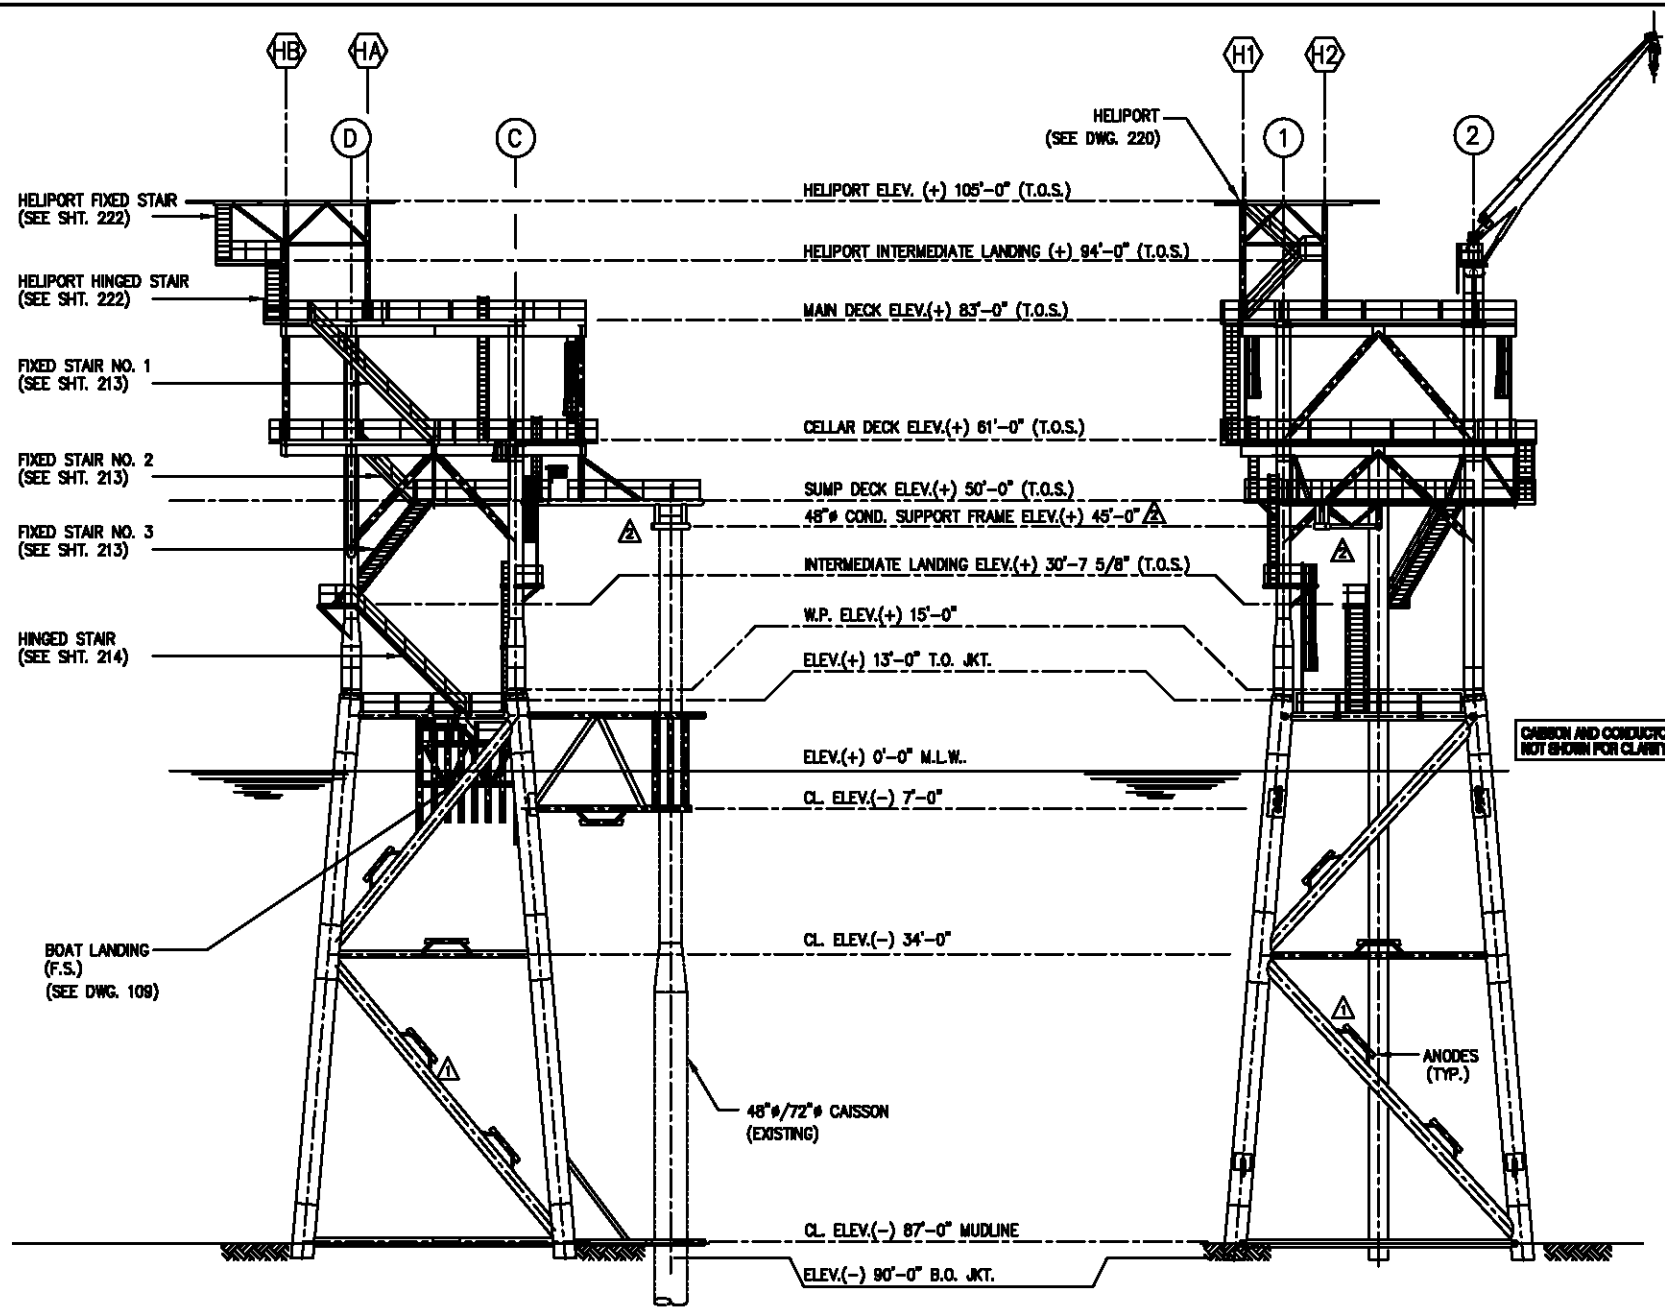 HB
HA
H1
H2
D
C
1
2
HELIPORT
(SEE DWG. 220)
HELIPORT FIXED STAIR
(SEE SHT. 222)
HELIPORT ELEV. (+) 105'-0" (T.O.S.)
HELIPORT INTERMEDIATE LANDING (+) 94'-0" (T.O.S.)
HELIPORT HINGED STAIR
(SEE SHT. 222)
MAIN DECK ELEV.(+) 83'-0" (T.O.S.)
FIXED STAIR NO. 1
(SEE SHT. 213)
CELLAR DECK ELEV.(+) 61'-0" (T.O.S.)
FIXED STAIR NO. 2
(SEE SHT. 213)
SUMP DECK ELEV.(+) 50'-0" (T.O.S.)
48"ø COND. SUPPORT FRAME ELEV.(+) 45'-0" 2
2
2
FIXED STAIR NO. 3
(SEE SHT. 213)
INTERMEDIATE LANDING ELEV.(+) 30'-7 5/8" (T.O.S.)
W.P. ELEV.(+) 15'-0"
HINGED STAIR
(SEE SHT. 214)
ELEV.(+) 13'-0" T.O. JKT.
CAISSON AND CONDUCTO
NOT SHOWN FOR CLARITY
ELEV.(+) 0'-0" M.L.W..
CL. ELEV.(-) 7'-0"
CL. ELEV.(-) 34'-0"
BOAT LANDING
(F.S.)
(SEE DWG. 109)
1
1
ANODES
(TYP.)
48"ø/72"ø CAISSON
(EXISTING)
CL. ELEV.(-) 87'-0" MUDLINE
ELEV.(-) 90'-0" B.O. JKT.